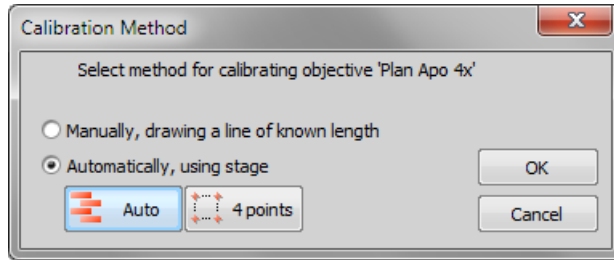 Calibration Method
Select method for calibrating objective 'Plan Apo 4x'
Manually, drawing a line of known length
Automatically, using stage
OK
Auto
4 points
Cancel